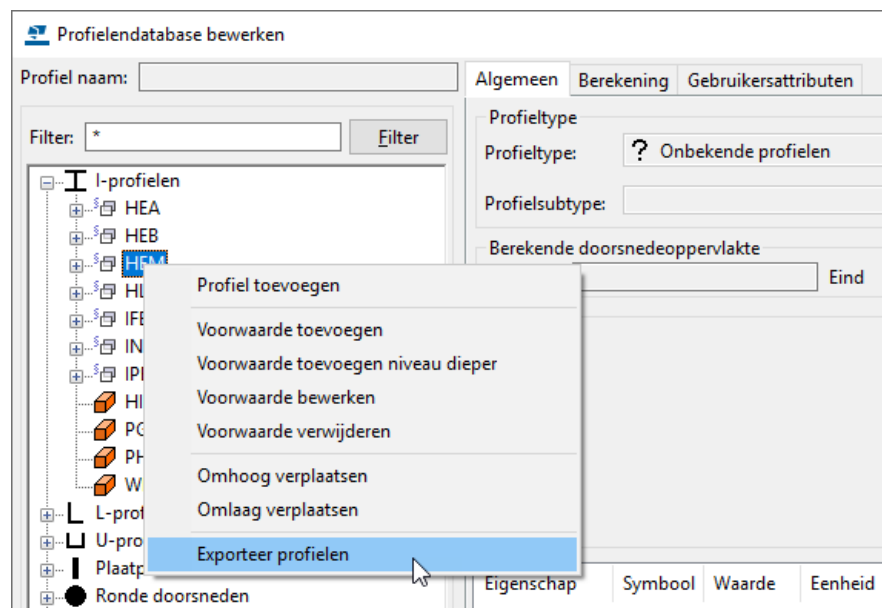 Profielendatabase bewerken
Profiel naam:
Filter: * Filter
I-profielen
HEA
HEB
HEM
Profiel toevoegen
Voorwaarde toevoegen
Voorwaarde toevoegen niveau dieper
Voorwaarde bewerken
Voorwaarde verwijderen
Omhoog verplaatsen
Omlaag verplaatsen
Exporteer profielen
Ronde doorsneden
Algemeen Berekening Gebruikersattributen
Profieltype
Profieltype: ? Onbekende profielen
Profielsubtype:
Berekende doorsnedeoppervlakte
Eind
Eigenschap Symbool Waarde Eenheid